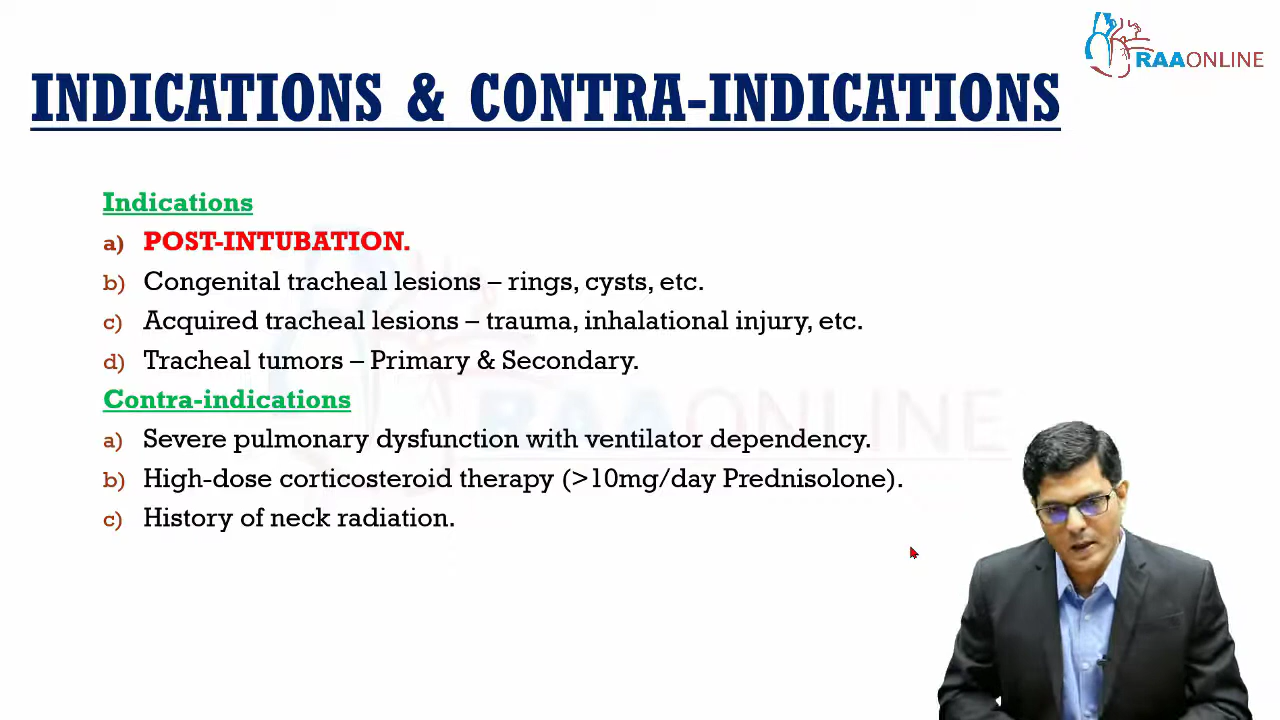 RAAONLINE
INDICATIONS & CONTRA-INDICATIONS
Indications
a) POST-INTUBATION.
b) Congenital tracheal lesions – rings, cysts, etc.
c) Acquired tracheal lesions – trauma, inhalational injury, etc.
d) Tracheal tumors – Primary & Secondary.
Contra-indications
a) Severe pulmonary dysfunction with ventilator dependency.
b) High-dose corticosteroid therapy (>10mg/day Prednisolone).
c) History of neck radiation.
RAAONLINE